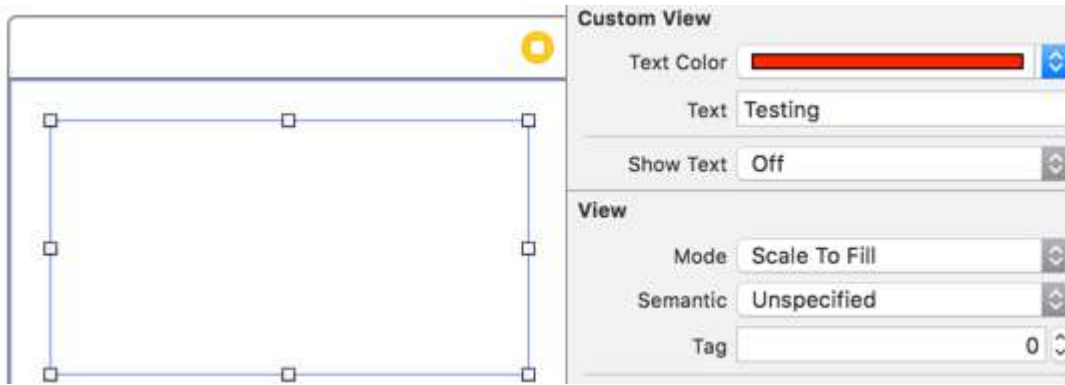 Custom View
Text Color
Text Testing
Show Text Off
View
Mode Scale To Fill
Semantic Unspecified
Tag 0